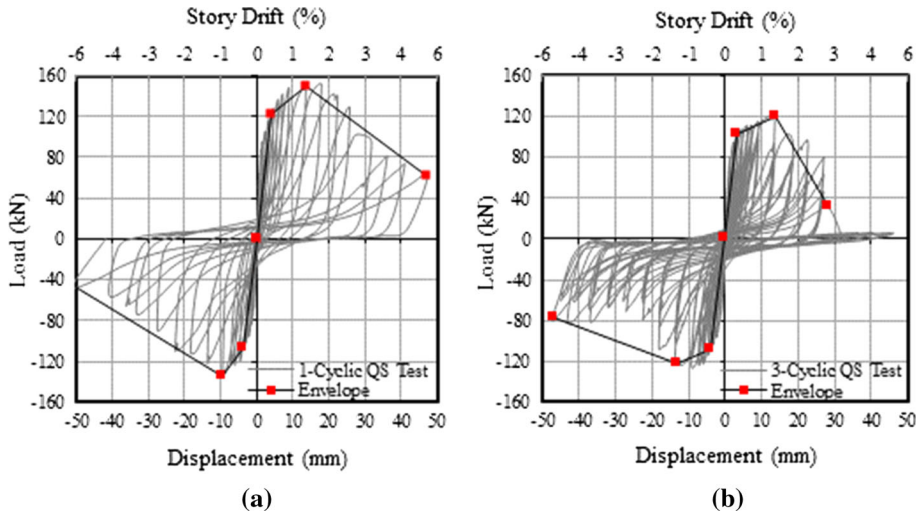 Story Drift (%)
-6 -5 -4 -3 -2 -1 0 1 2 3 4 5 6
160
120
80
40
0
-40
-80
-120
-160
Load (kN)
1-Cyclic QS Test
Envelope
-50 -40 -30 -20 -10 0 10 20 30 40 50
Displacement (mm)
(a)
Story Drift (%)
-6 -5 -4 -3 -2 -1 0 1 2 3 4 5 6
160
120
80
40
0
-40
-80
-120
-160
Load (kN)
3-Cyclic QS Test
Envelope
-50 -40 -30 -20 -10 0 10 20 30 40 50
Displacement (mm)
(b)